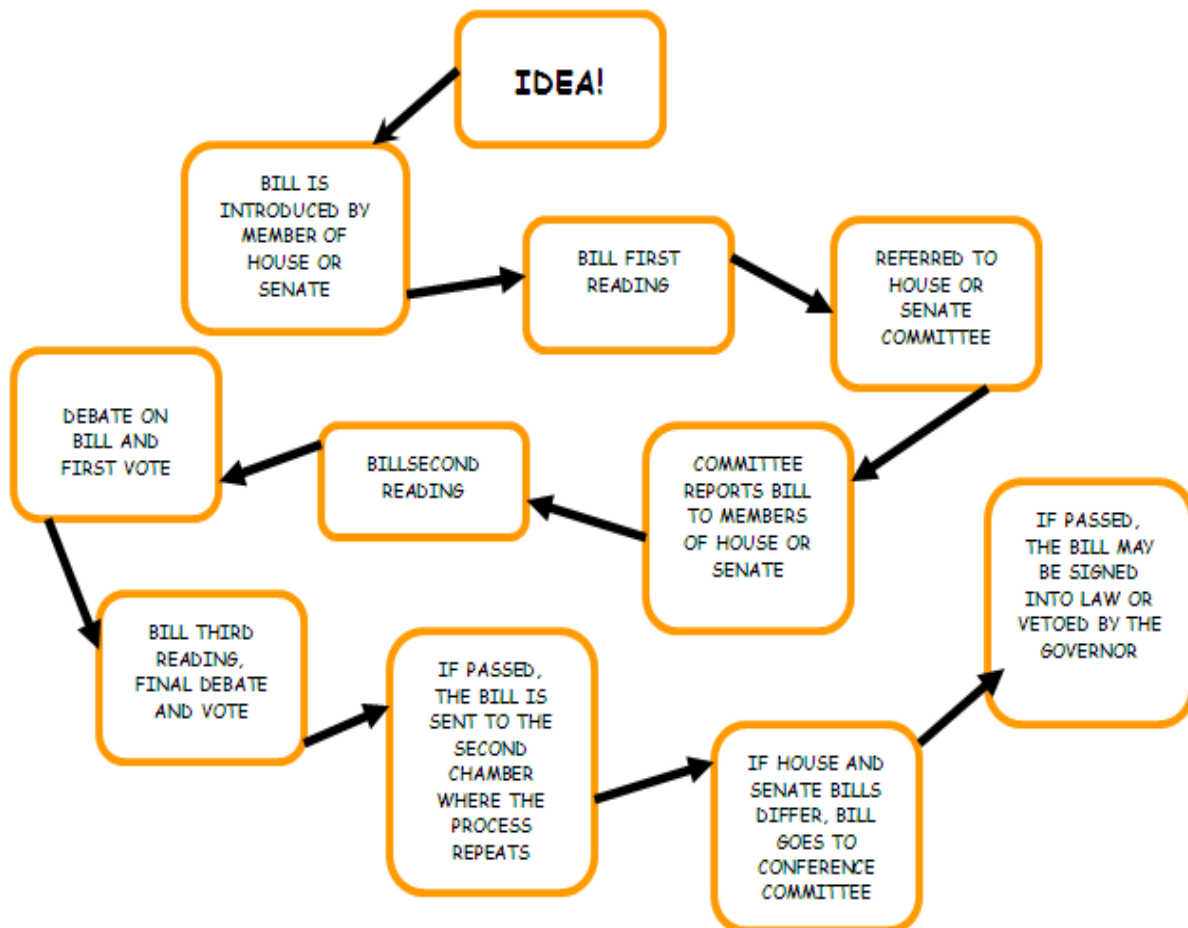 IDEA!
BILL IS
INTRODUCED BY
MEMBER OF
HOUSE OR
SENATE
BILL FIRST
READING
REFERRED TO
HOUSE OR
SENATE
COMMITTEE
COMMITTEE
REPORTS BILL
TO MEMBERS
OF HOUSE OR
SENATE
BILLSECOND
READING
DEBATE ON
BILL AND
FIRST VOTE
BILL THIRD
READING,
FINAL DEBATE
AND VOTE
IF PASSED,
THE BILL IS
SENT TO THE
SECOND
CHAMBER
WHERE THE
PROCESS
REPEATS
IF HOUSE AND
SENATE BILLS
DIFFER, BILL
GOES TO
CONFERENCE
COMMITTEE
IF PASSED,
THE BILL MAY
BE SIGNED
INTO LAW OR
VETOED BY THE
GOVERNOR